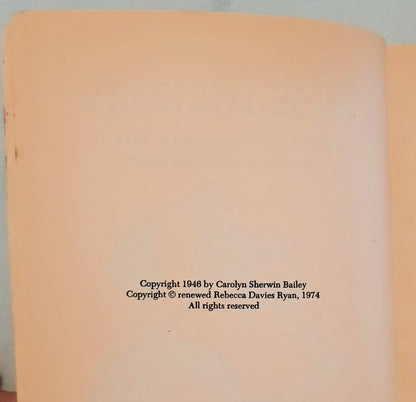 Copyright 1946 by Carolyn Sherwin Bailey
Copyright © renewed Rebecca Davies Ryan, 1974
All rights reserved